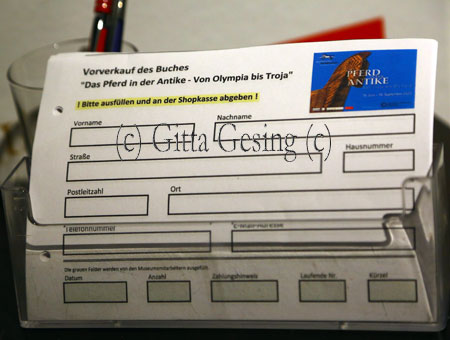 Vorverkauf des Buches
"Das Pferd in der Antike - Von Olympia bis Troja"
! Bitte ausfüllen und an der Shopkasse abgeben !
PFERD
ANTIKE
Vorname
Nachname
(c) Gitta Gesing (c)
Straße
Hausnummer
Postleitzahl
Ort
Telefonnummer
E-Mail-Adresse
Die grauen Felder werden von den Museumsmitarbeitern ausgefüllt.
Datum
Anzahl
Zahlungshinweis
Laufende Nr.
Kürzel